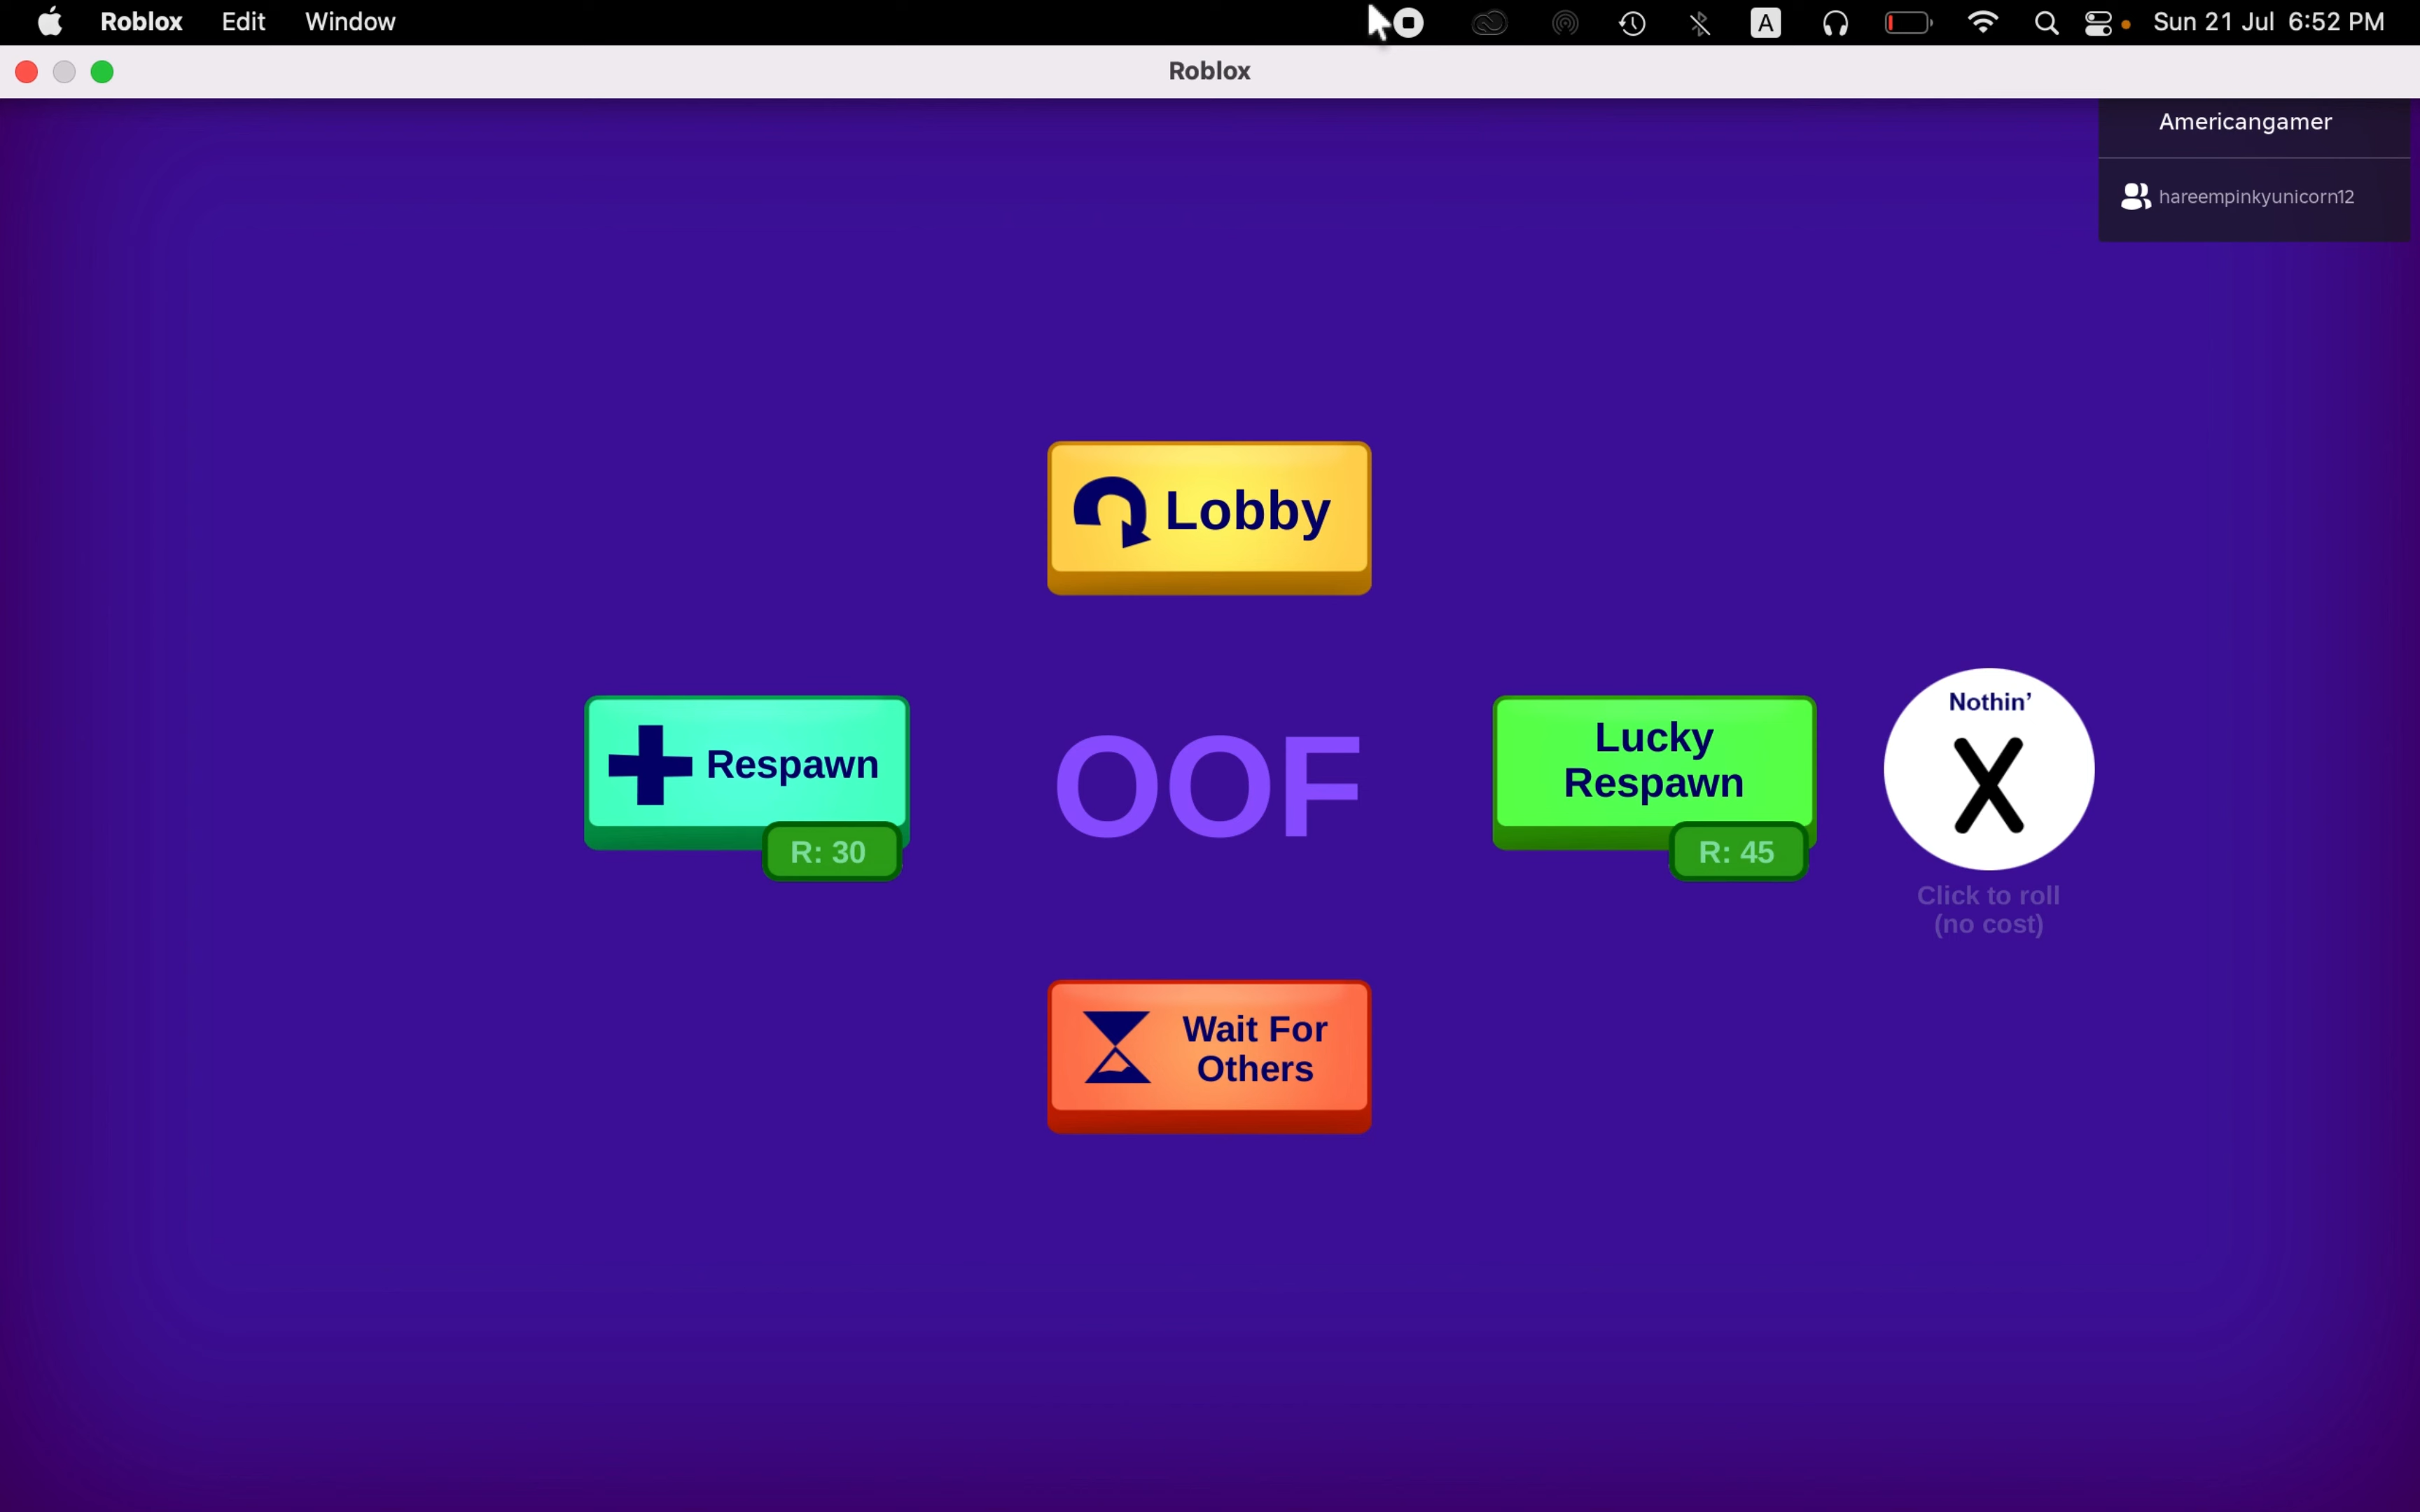 Roblox Edit Window A Sun 21 Jul 6:52 PM
Roblox
Americangamer
hareempinkyunicorn12
Lobby
Respawn
R: 30
OOF
Lucky
Respawn
R: 45
Nothin’
X
Click to roll
(no cost)
Wait For
Others